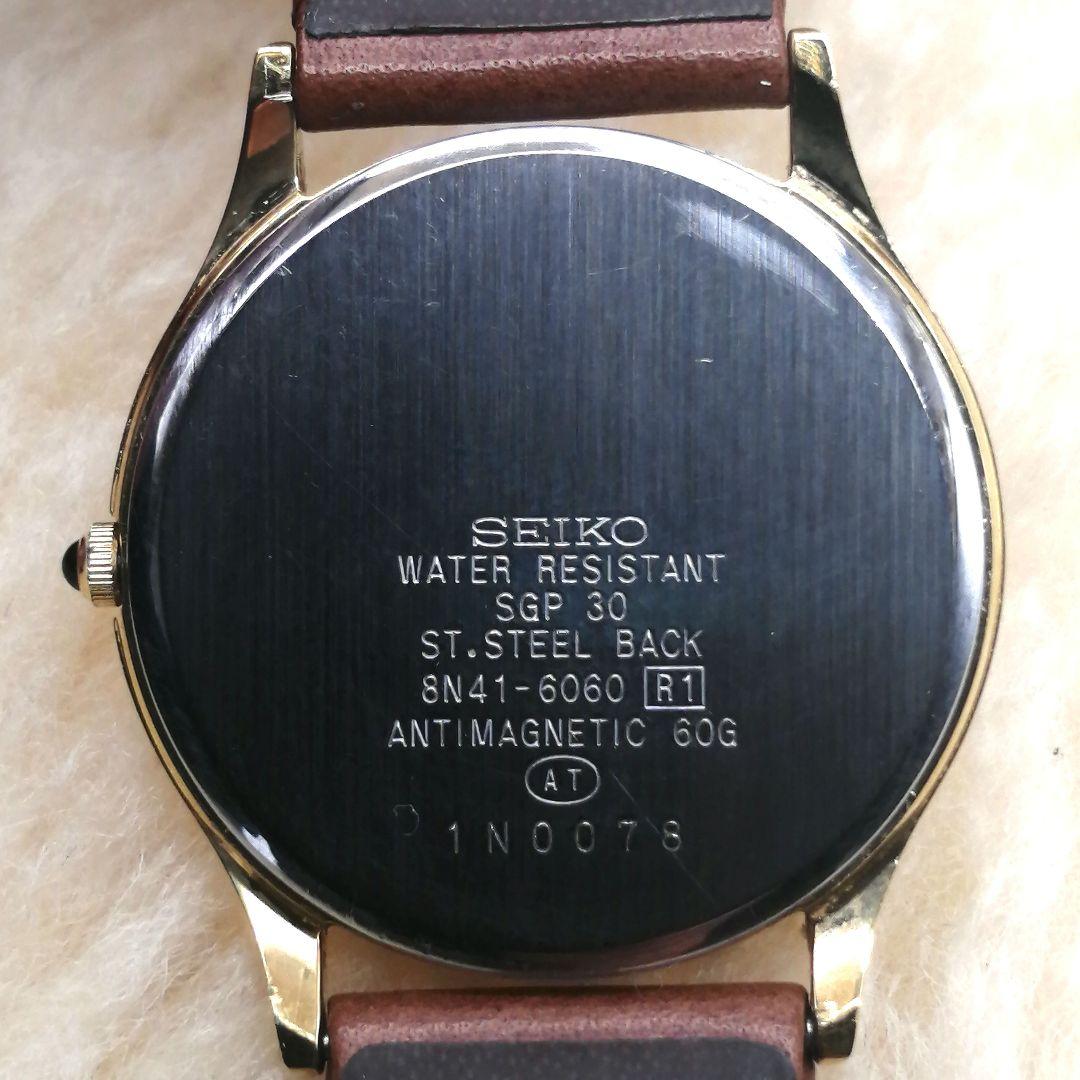 SEIKO
WATER RESISTANT
SGP 30
ST.STEEL BACK
8N41-6060 R1
ANTIMAGNETIC 60G
AT
1N0078